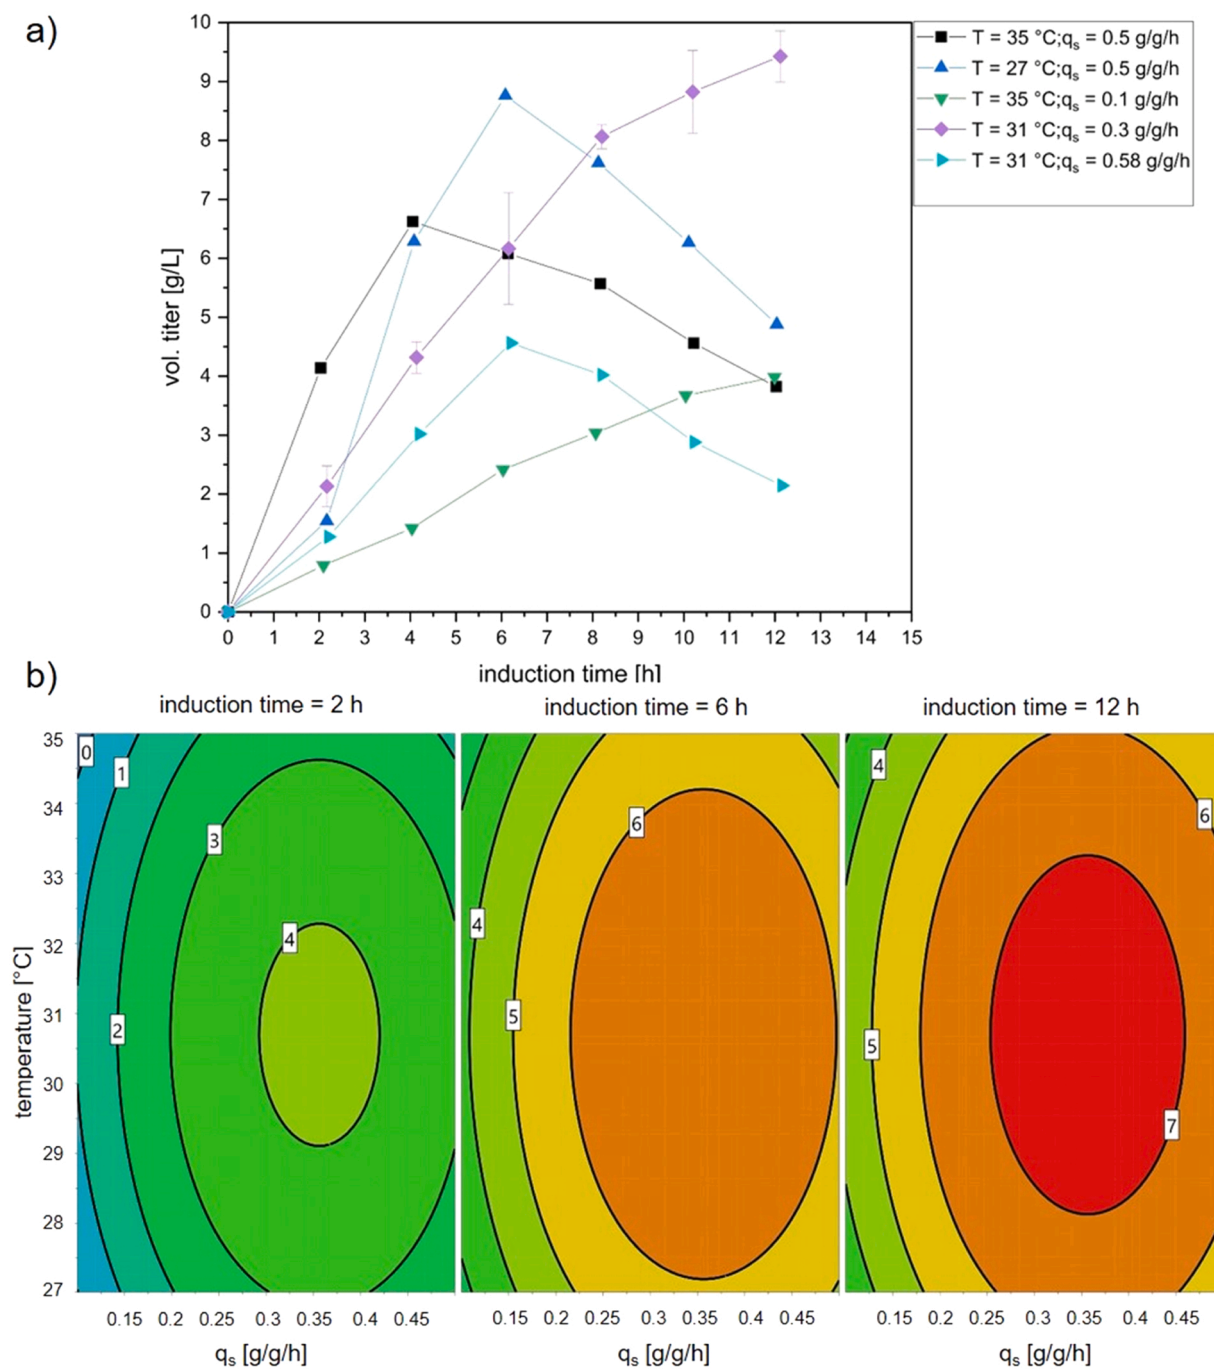 a)
10
9
8
7
6
5
4
3
2
1
0
vol. titer [g/L]
0 1 2 3 4 5 6 7 8 9 10 11 12 13 14 15
induction time [h]
T = 35 °C;qs = 0.5 g/g/h
T = 27 °C;qs = 0.5 g/g/h
T = 35 °C;qs = 0.1 g/g/h
T = 31 °C;qs = 0.3 g/g/h
T = 31 °C;qs = 0.58 g/g/h
b)
induction time = 2 h
induction time = 6 h
induction time = 12 h
temperature [°C]
35
34
33
32
31
30
29
28
27
0
1
3
4
2
6
4
5
4
6
5
7
0.15 0.2 0.25 0.3 0.35 0.4 0.45
0.15 0.2 0.25 0.3 0.35 0.4 0.45
0.15 0.2 0.25 0.3 0.35 0.4 0.45
qs [g/g/h]
qs [g/g/h]
qs [g/g/h]